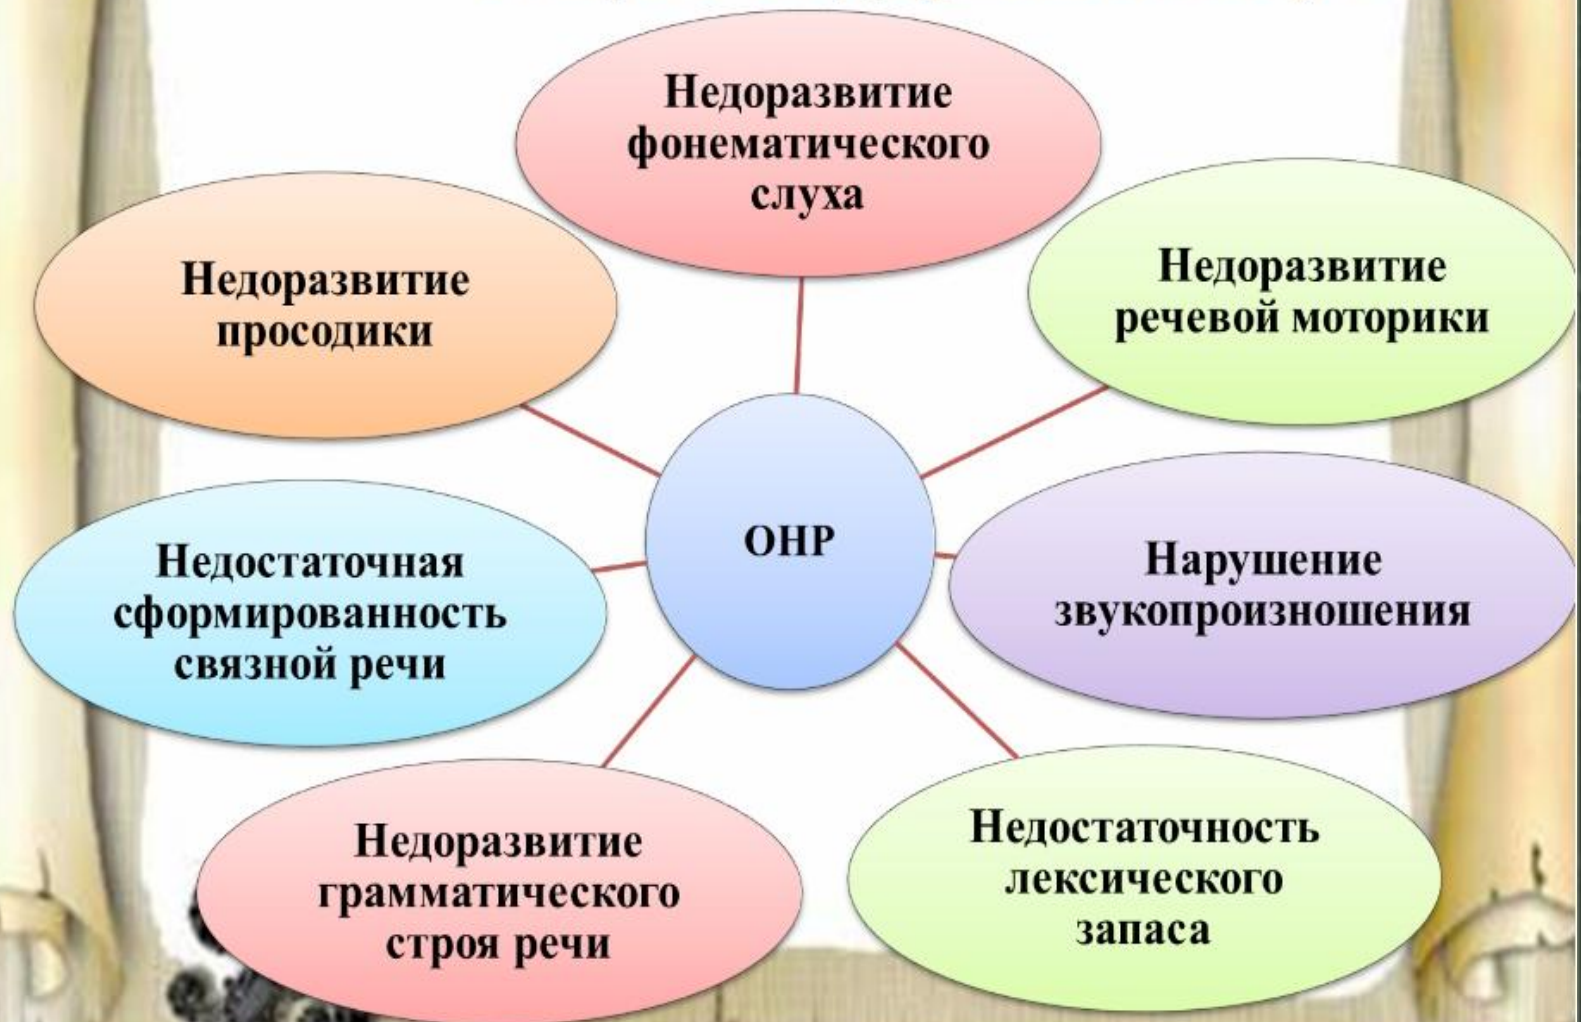 Недоразвитие
фонематического
слуха
Недоразвитие
речевой моторики
Недоразвитие
просодики
ОНР
Нарушение
звукопроизношения
Недостаточная
сформированность
связной речи
Недостаточность
лексического
запаса
Недоразвитие
грамматического
строя речи